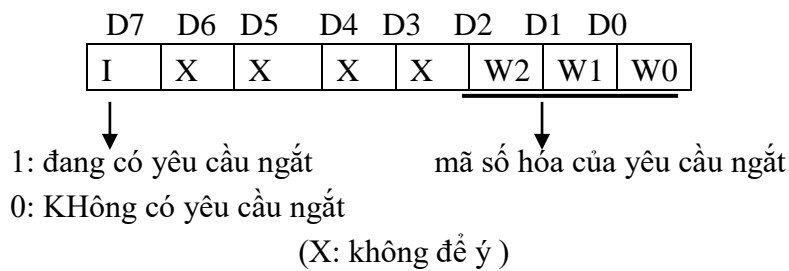 D7 D6 D5 D4 D3 D2 D1 D0
I X X X X W2 W1 W0
1: đang có yêu cầu ngắt mã số hóa của yêu cầu ngắt
0: KHông có yêu cầu ngắt
(X: không để ý )